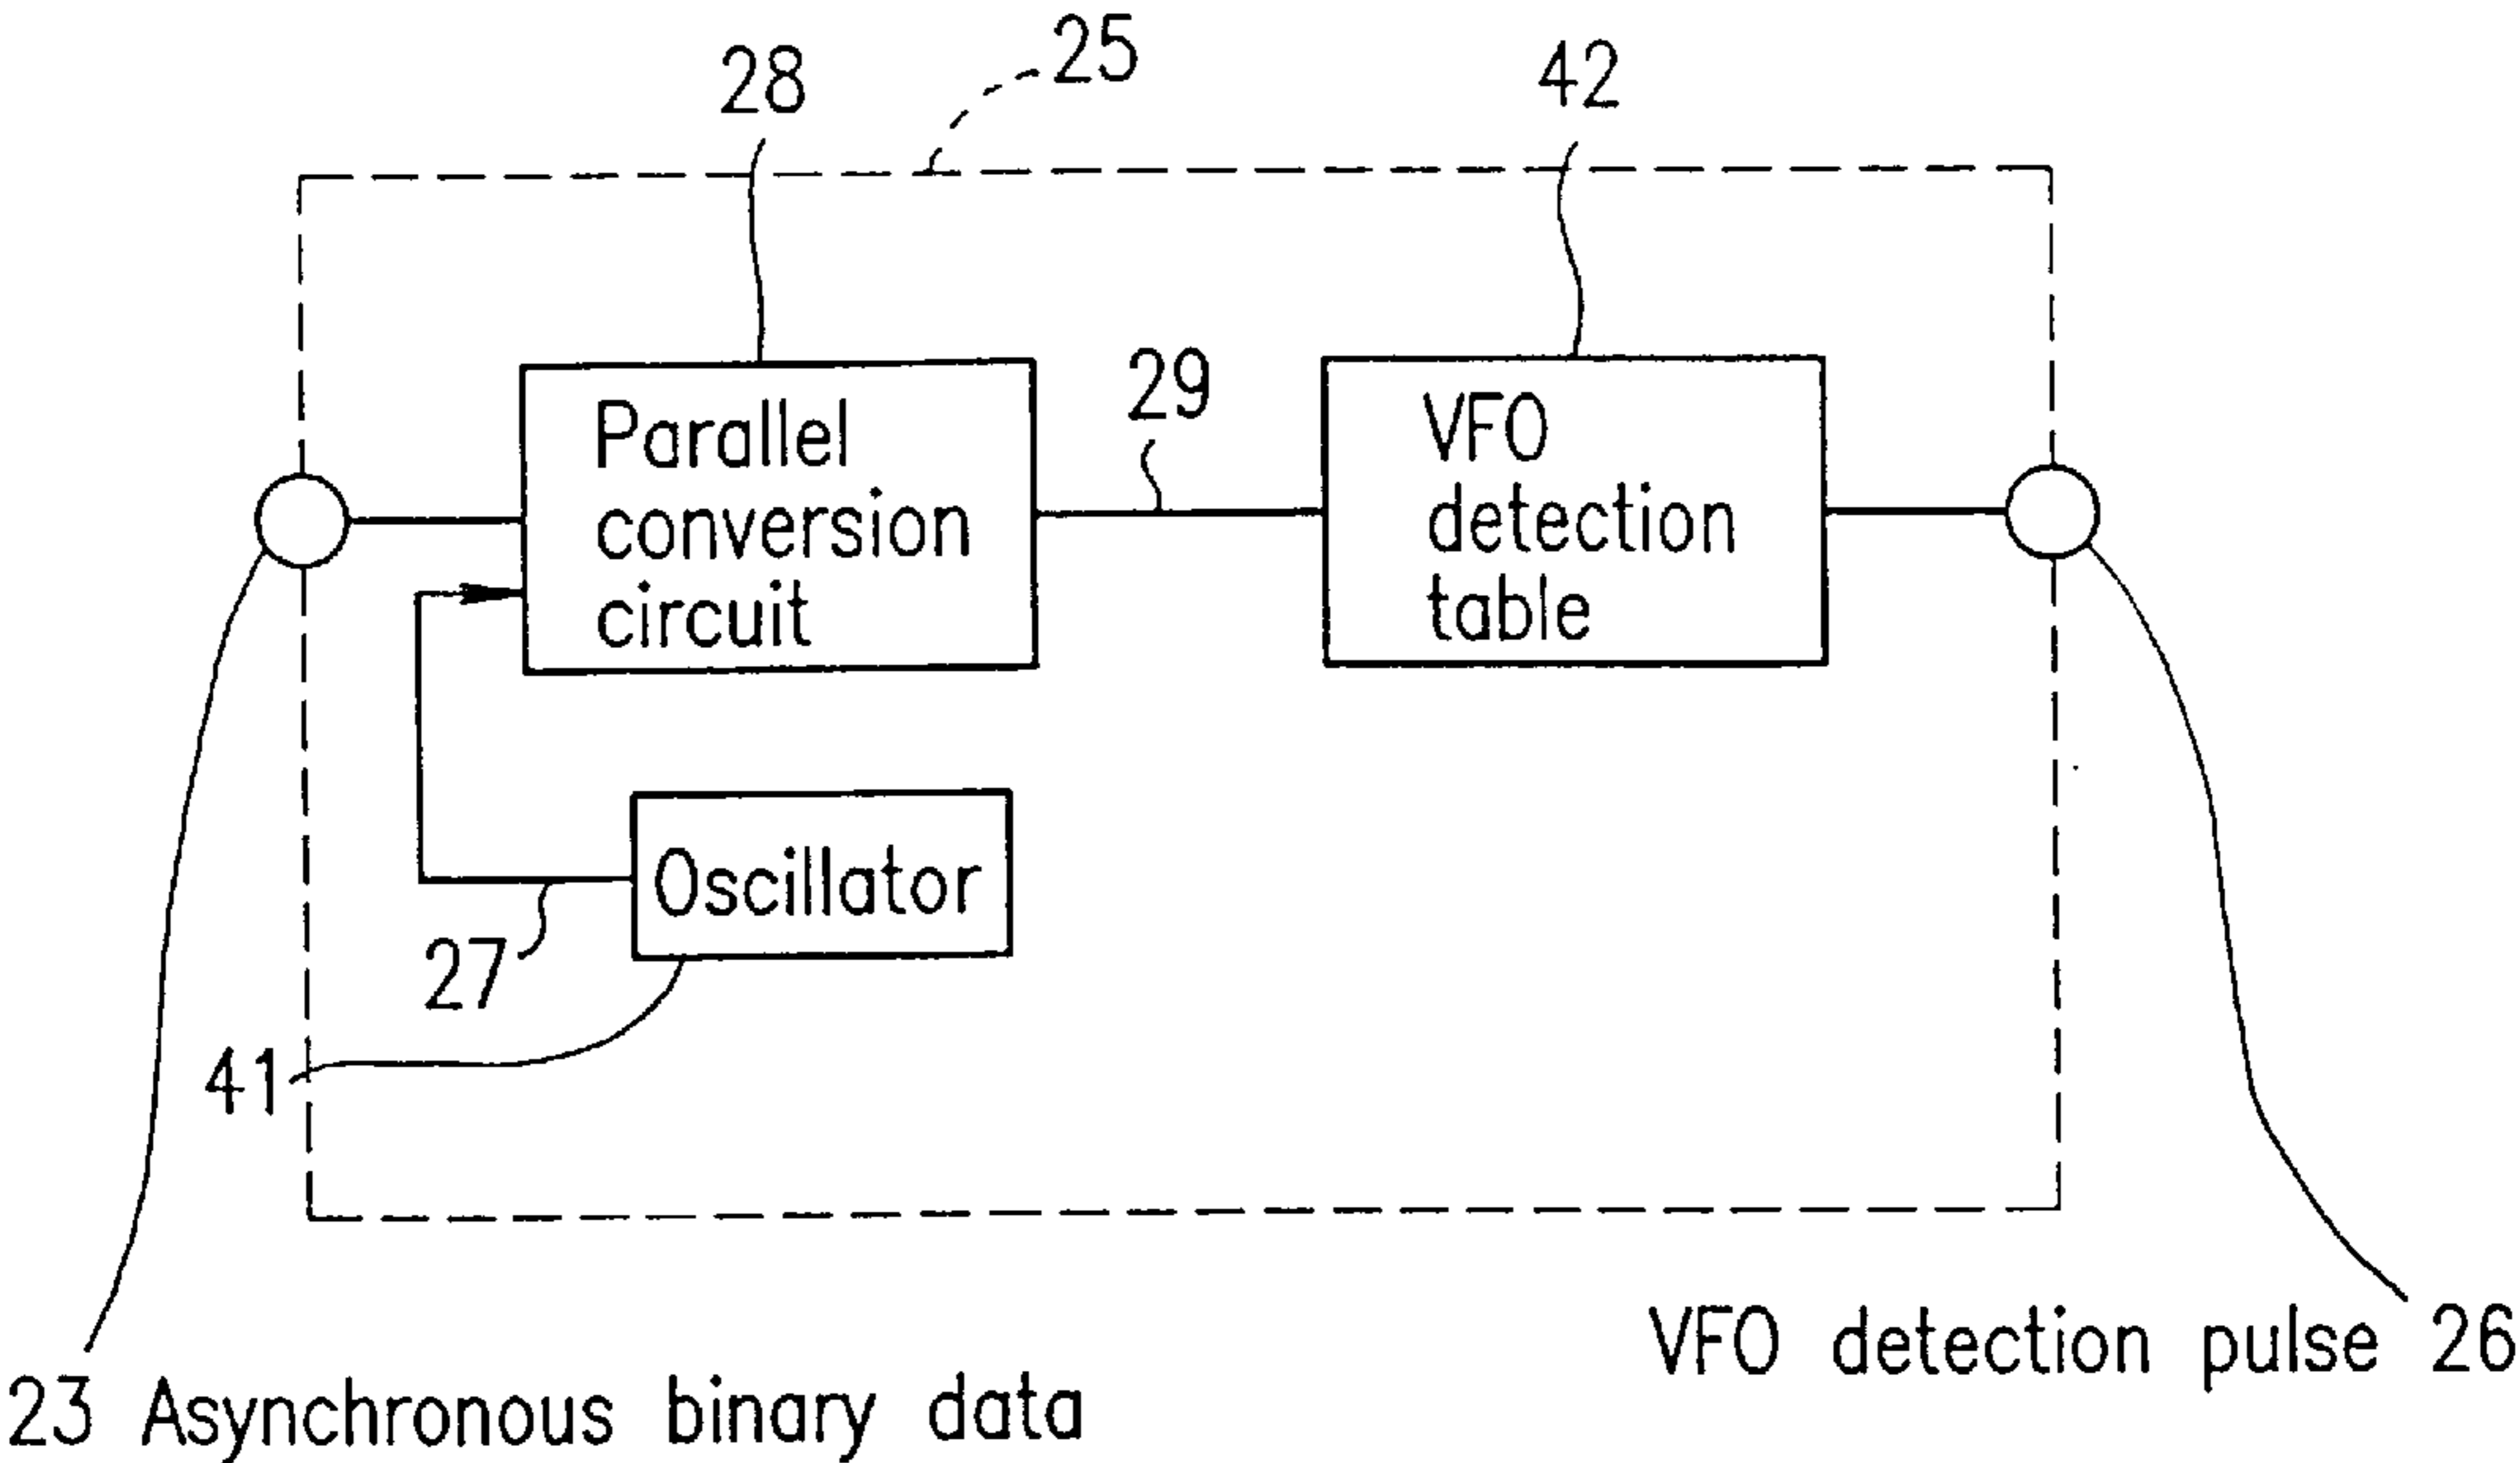 25
28
42
29
Parallel
conversion
circuit
VFO
detection
table
Oscillator
27
41
VFO detection pulse 26
23 Asynchronous binary data